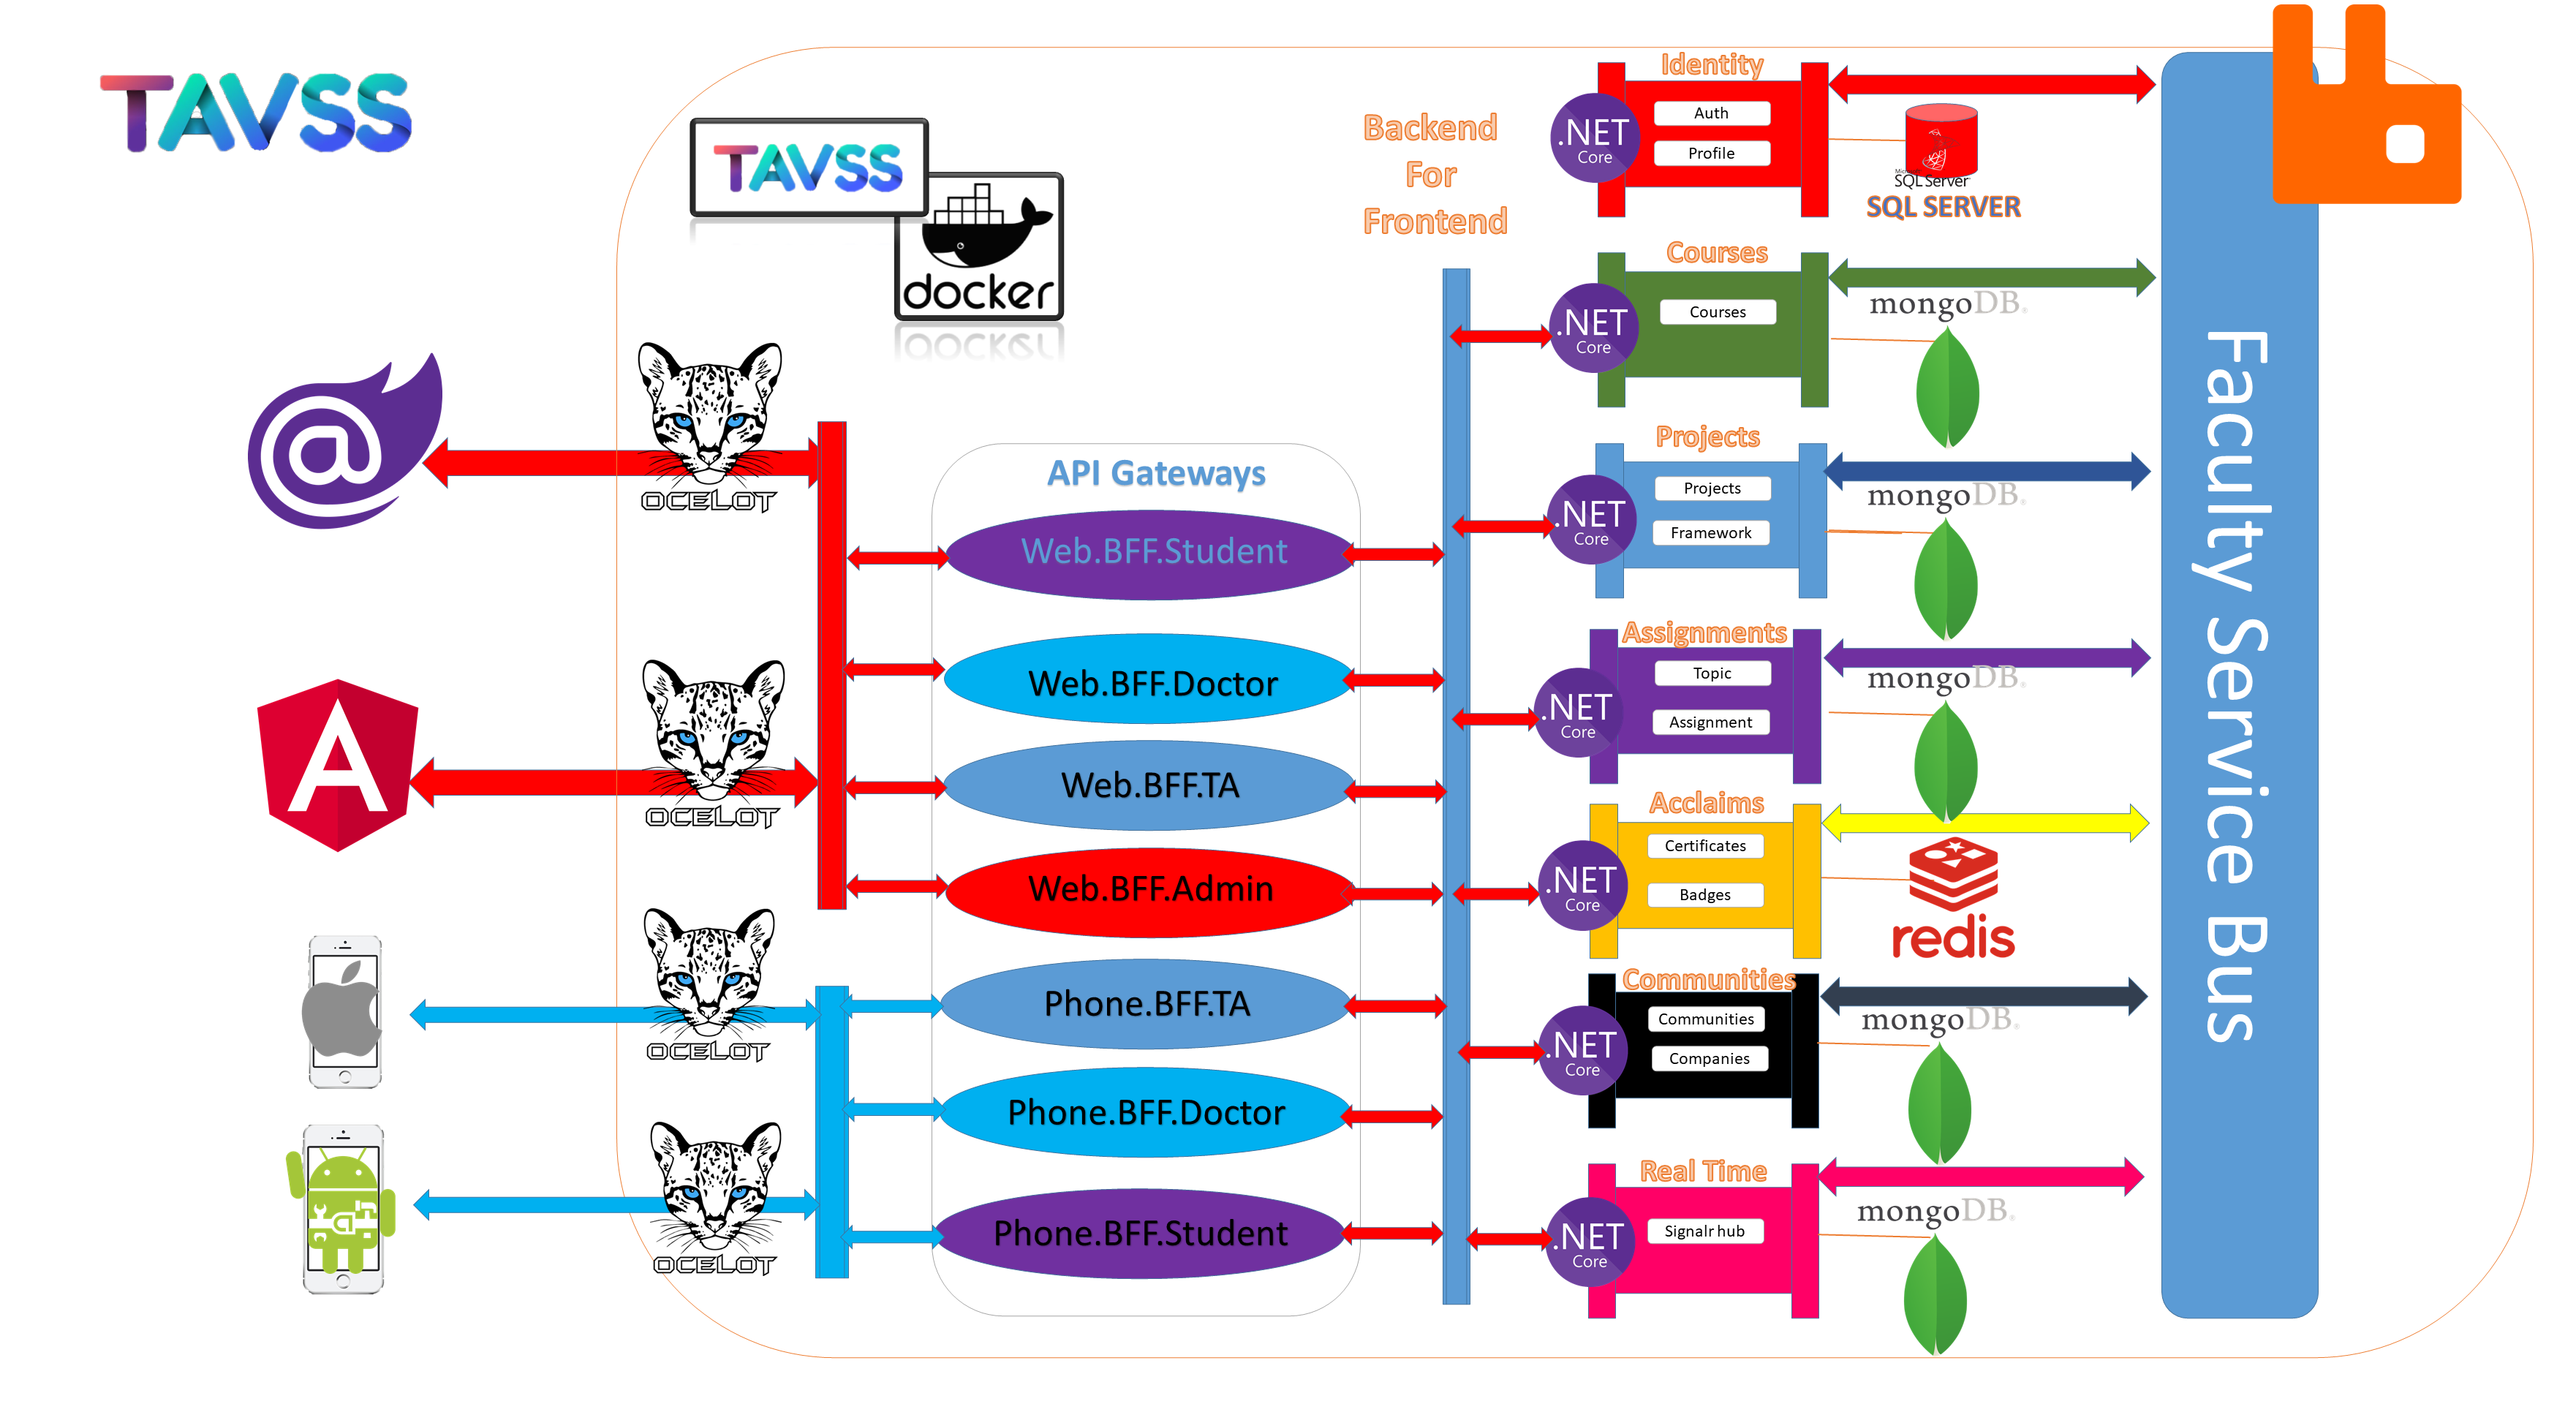 TAVSS
TAVSS
docker
OCELOT
OCELOT
OCELOT
OCELOT
API Gateways
Web.BFF.Student
Web.BFF.Doctor
Web.BFF.TA
Web.BFF.Admin
Phone.BFF.TA
Phone.BFF.Doctor
Phone.BFF.Student
Backend
For
Frontend
Identity
.NET
Core
Auth
Profile
Microsoft
SQL Server
SQL SERVER
Courses
.NET
Core
Courses
mongoDB.
Projects
.NET
Core
Projects
Framework
mongoDB.
Assignments
.NET
Core
Topic
Assignment
mongoDB.
Acclaims
.NET
Core
Certificates
Badges
redis
Communities
.NET
Core
Communities
Companies
mongoDB.
Real Time
.NET
Core
Signalr hub
mongoDB.
Faculty Service Bus